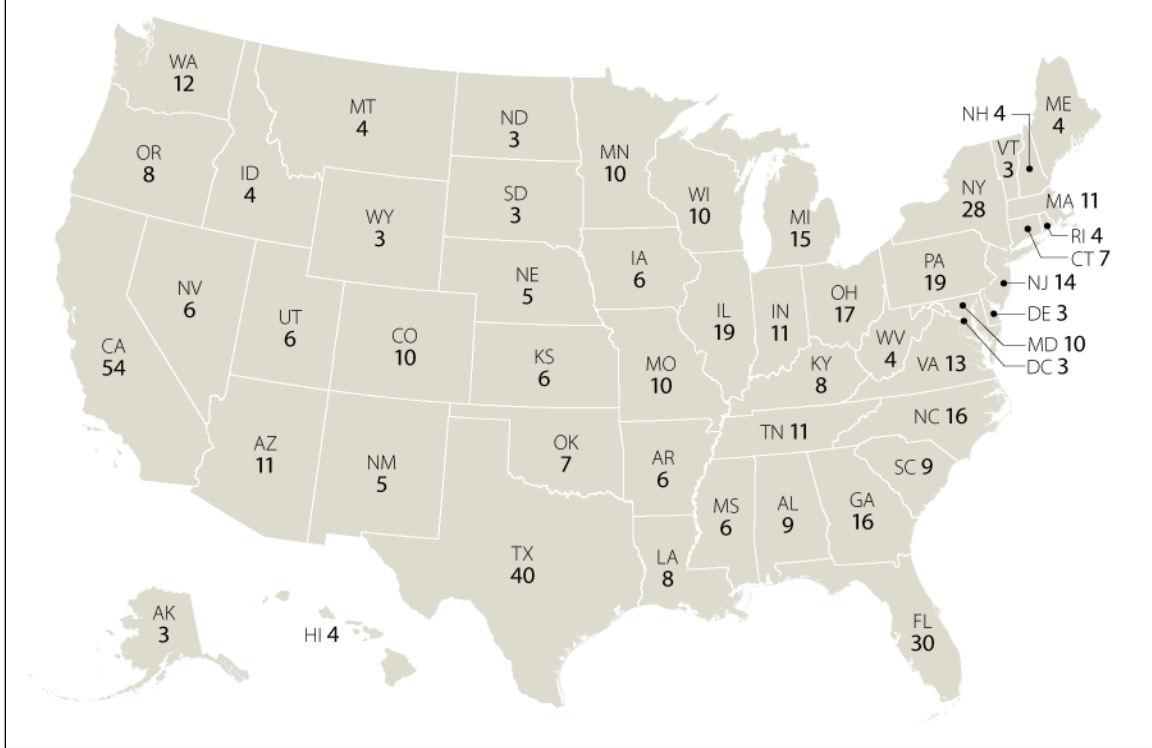 WA
12
MT
4
ND
3
MN
10
OR
8
ID
4
WY
3
SD
3
WI
10
MI
15
NH 4
ME
4
VT
3
NY
28
MA 11
RI 4
CT 7
NV
6
UT
6
CO
10
NE
5
IA
6
IL
19
IN
11
OH
17
PA
19
NJ 14
DE 3
MD 10
DC 3
CA
54
KS
6
MO
10
KY
8
WV
4
VA 13
AZ
11
NM
5
OK
7
AR
6
TN 11
NC 16
SC 9
MS
6
AL
9
GA
16
TX
40
LA
8
FL
30
AK
3
HI 4